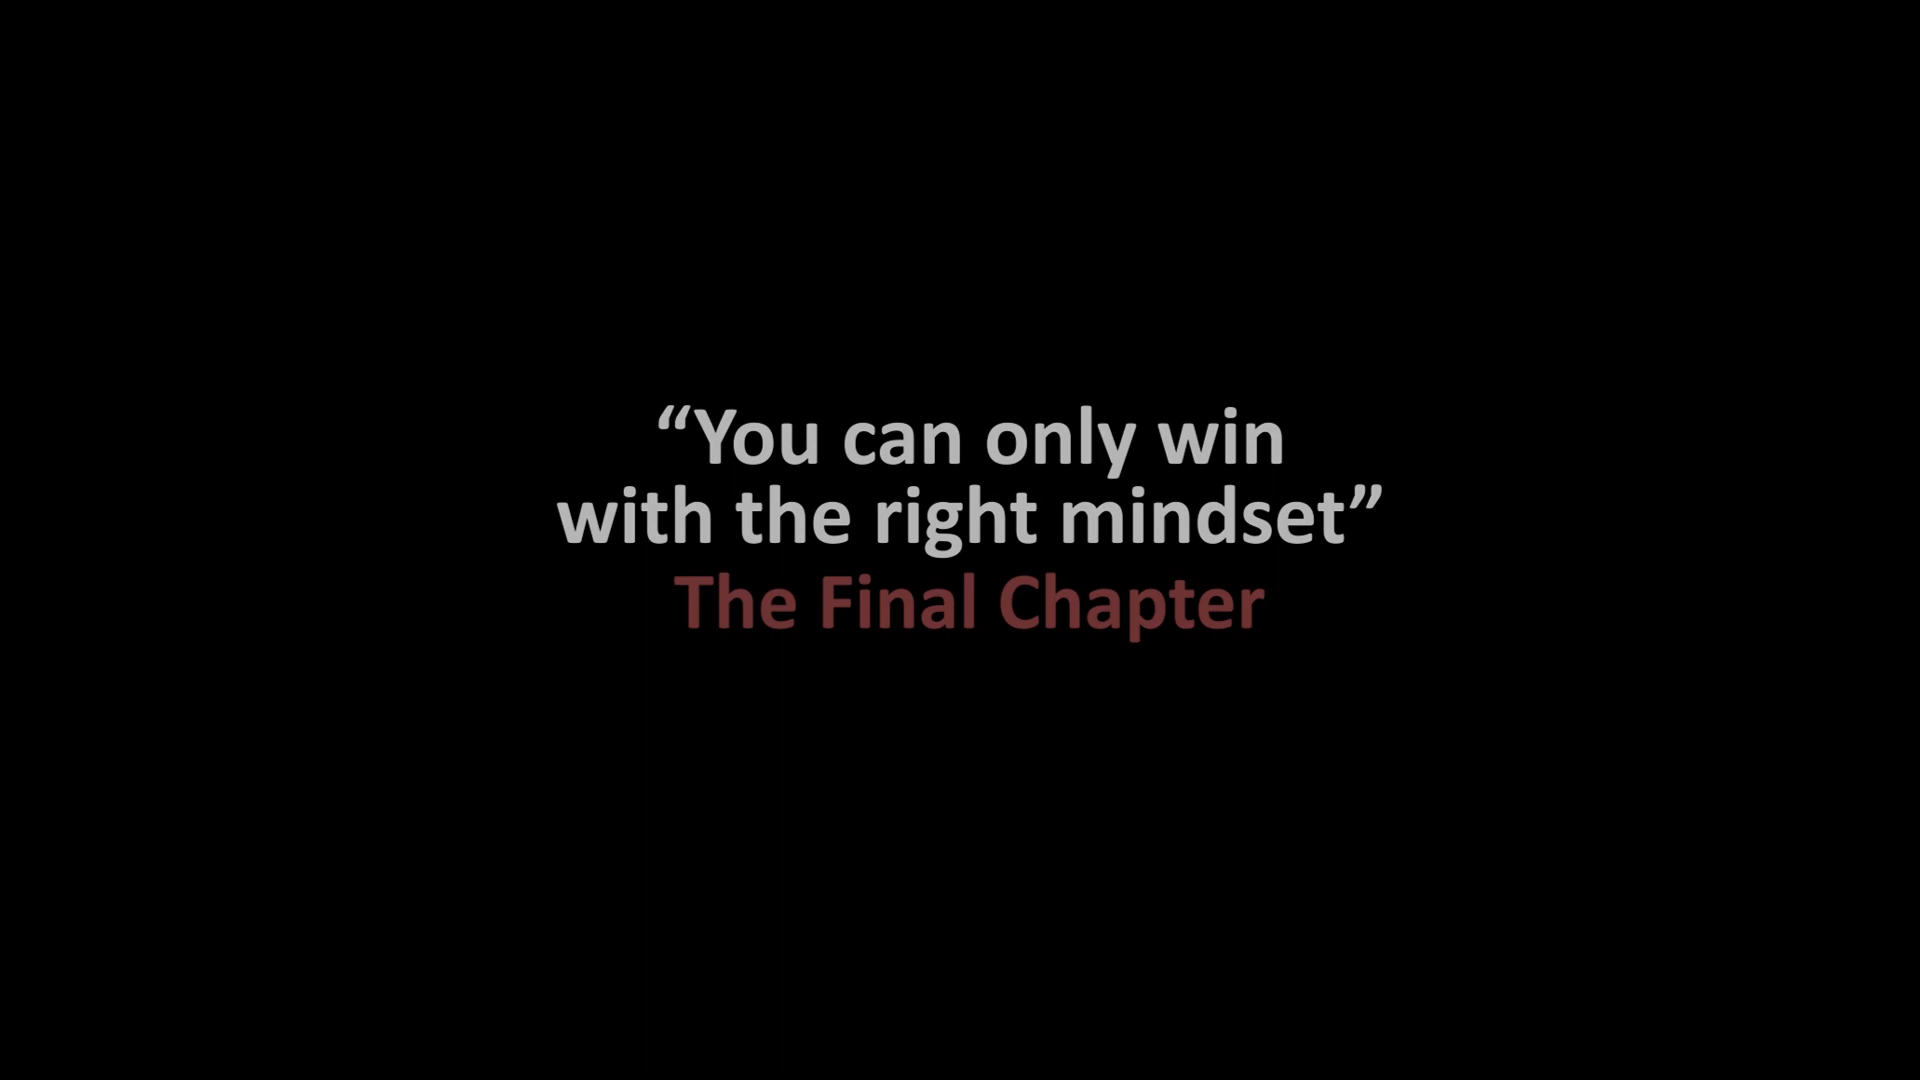 “You can only win
with the right mindset”
The Final Chapter